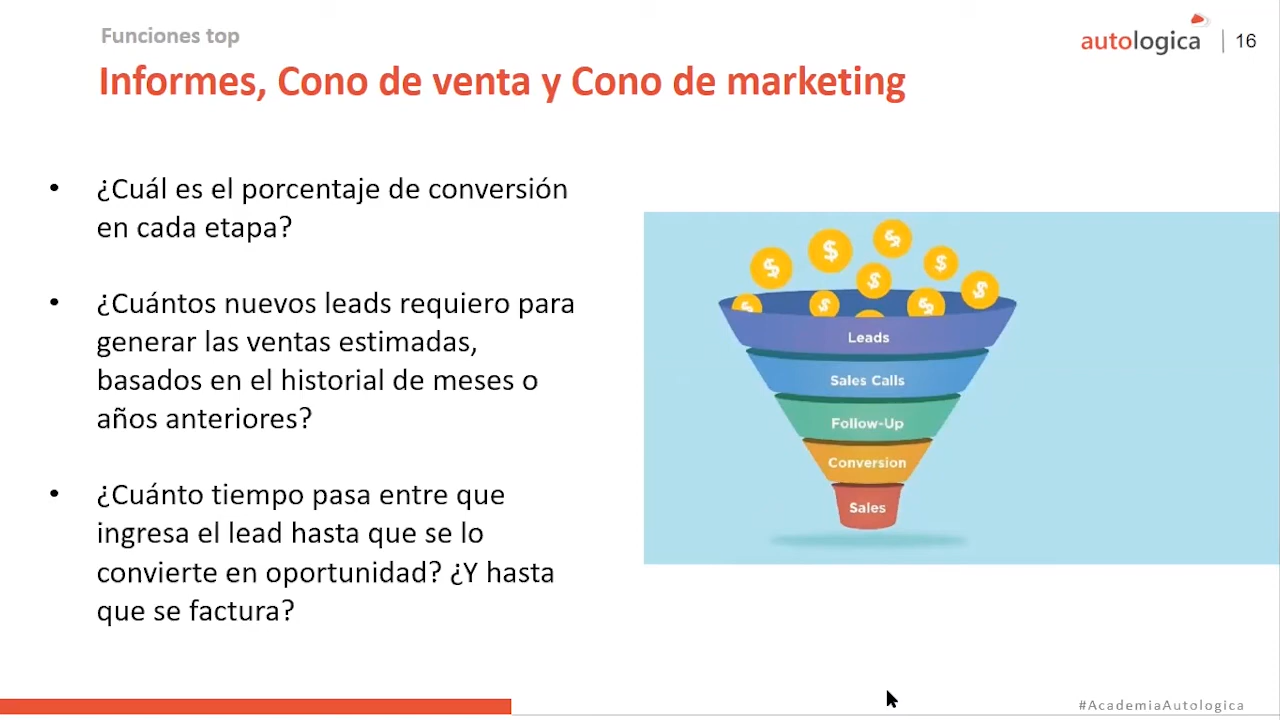 Funciones top
autologica | 16
Informes, Cono de venta y Cono de marketing
• ¿Cuál es el porcentaje de conversión
en cada etapa?
• ¿Cuántos nuevos leads requiero para
generar las ventas estimadas,
basados en el historial de meses o
años anteriores?
• ¿Cuánto tiempo pasa entre que
ingresa el lead hasta que se lo
convierte en oportunidad? ¿Y hasta
que se factura?
$ $ $ $ $ $ $ $ $
Leads
Sales Calls
Follow-Up
Conversion
Sales
#AcademiaAutologica